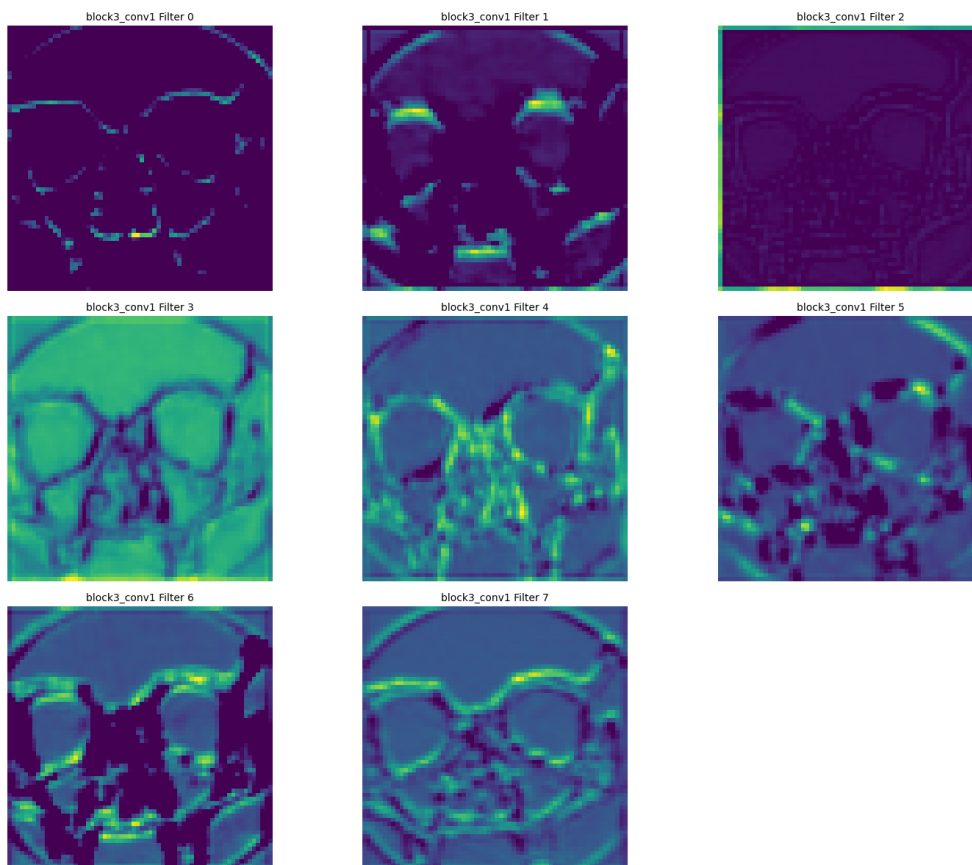 block3_conv1 Filter 0
block3_conv1 Filter 1
block3_conv1 Filter 2
block3_conv1 Filter 3
block3_conv1 Filter 4
block3_conv1 Filter 5
block3_conv1 Filter 6
block3_conv1 Filter 7